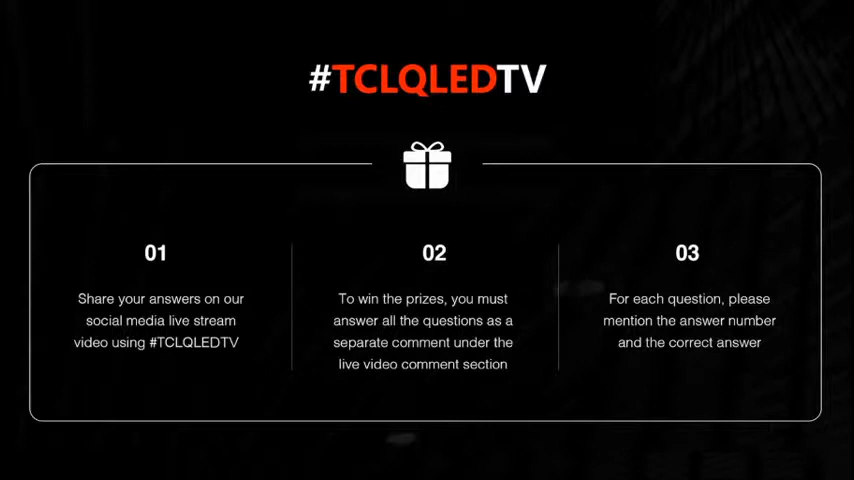 #TCLQLEDTV
01
Share your answers on our
social media live stream
video using #TCLQLEDTV
02
To win the prizes, you must
answer all the questions as a
separate comment under the
live video comment section
03
For each question, please
mention the answer number
and the correct answer